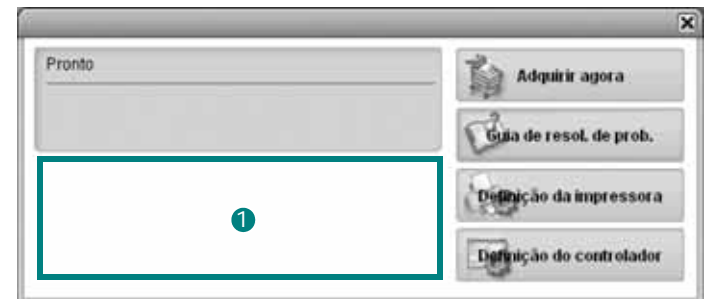 Pronto
Adquirir agora
Guia de resol. de prob.
1
Definição da impressora
Definição do controlador